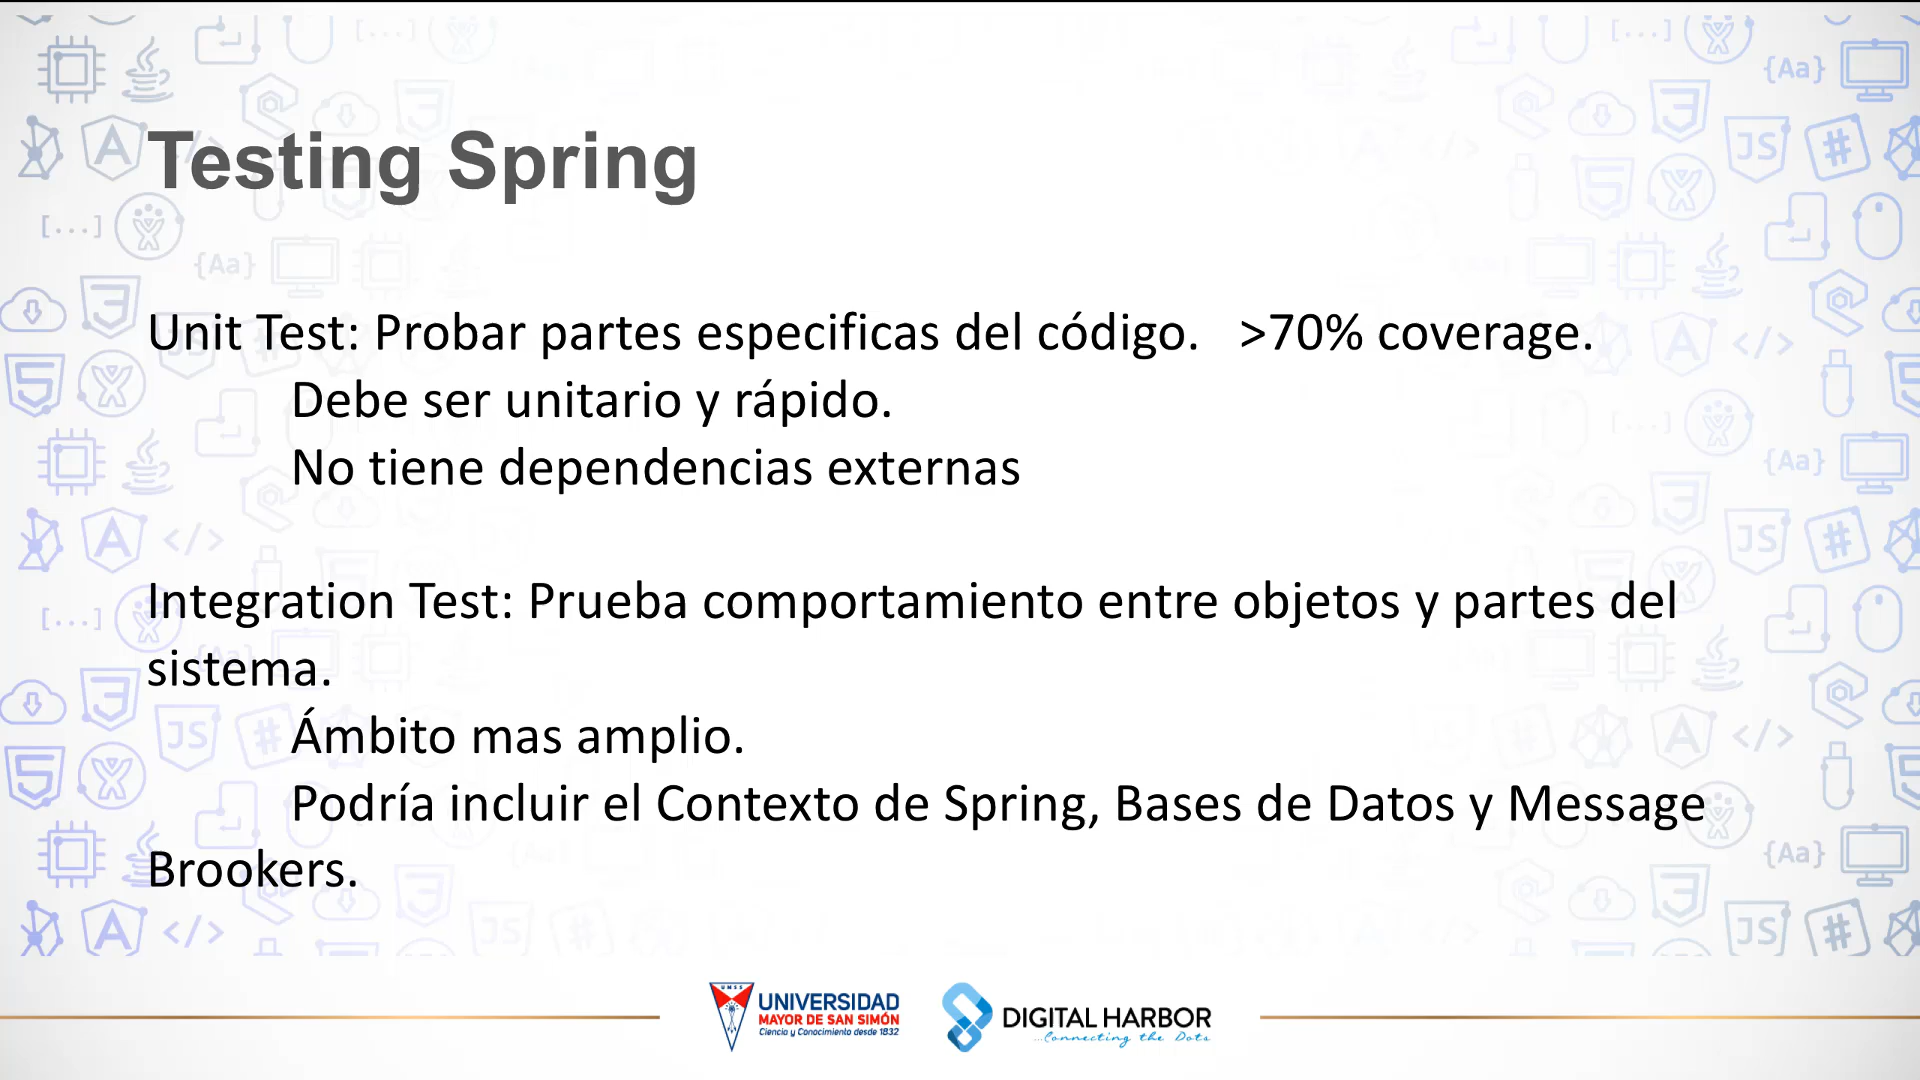 Testing Spring
Unit Test: Probar partes especificas del código.   >70% coverage.
Debe ser unitario y rápido.
No tiene dependencias externas
Integration Test: Prueba comportamiento entre objetos y partes del
sistema.
Ámbito mas amplio.
Podría incluir el Contexto de Spring, Bases de Datos y Message
Brookers.
UMSS
UNIVERSIDAD
MAYOR DE SAN SIMÓN
Ciencia y Conocimiento desde 1832
DIGITAL HARBOR
...Connecting the Dots